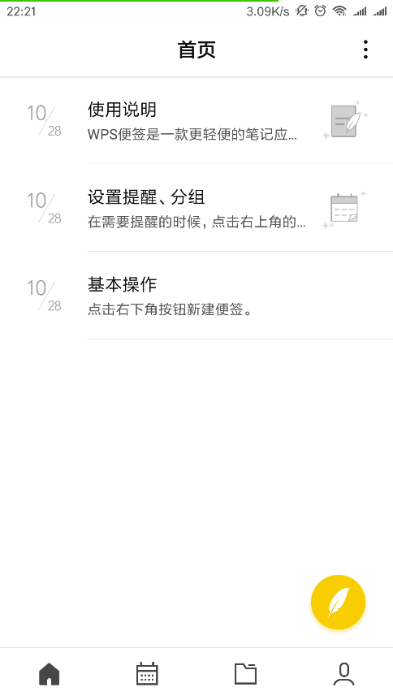 22:21 3.09K/s
首页
10/28
使用说明
WPS便签是一款更轻便的笔记应...
10/28
设置提醒、分组
在需要提醒的时候，点击右上角的...
10/28
基本操作
点击右下角按钮新建便签。